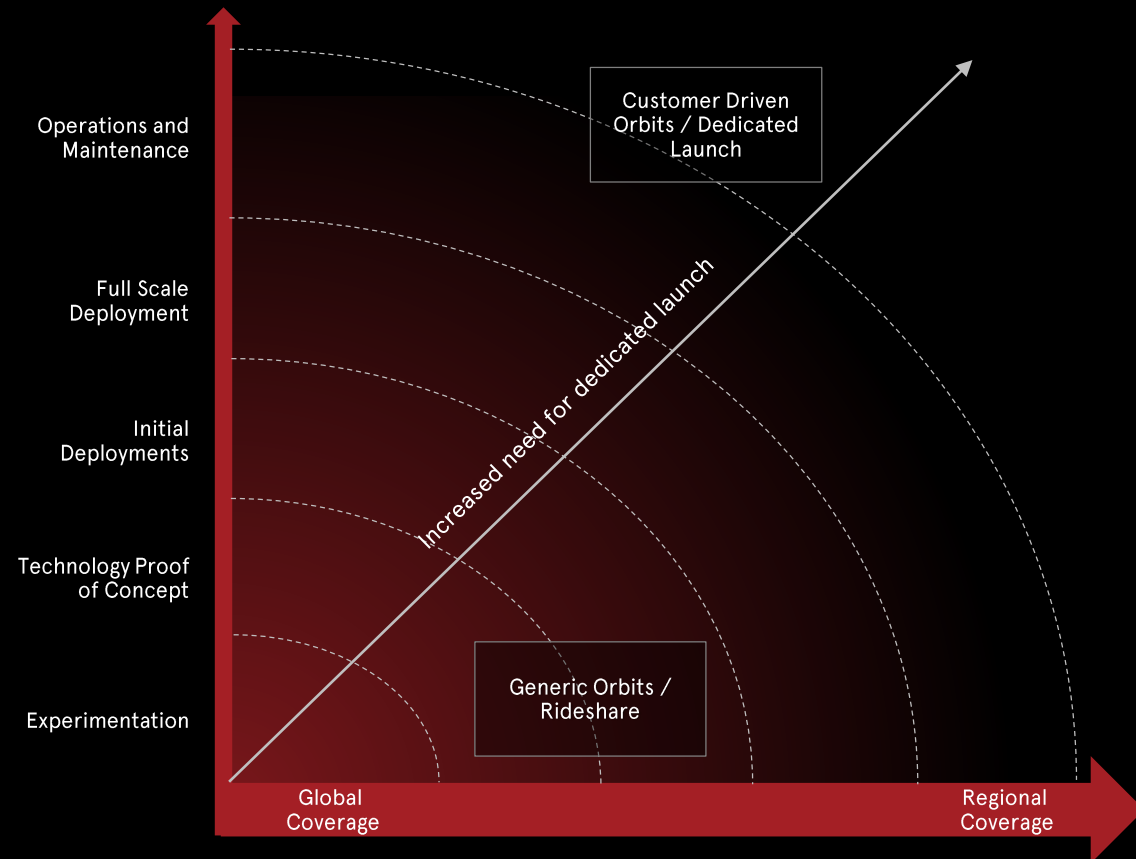 Customer Driven
Orbits / Dedicated
Launch
Operations and
Maintenance
Full Scale
Deployment
Increased need for dedicated launch
Initial
Deployments
Technology Proof
of Concept
Generic Orbits /
Rideshare
Experimentation
Global
Coverage
Regional
Coverage